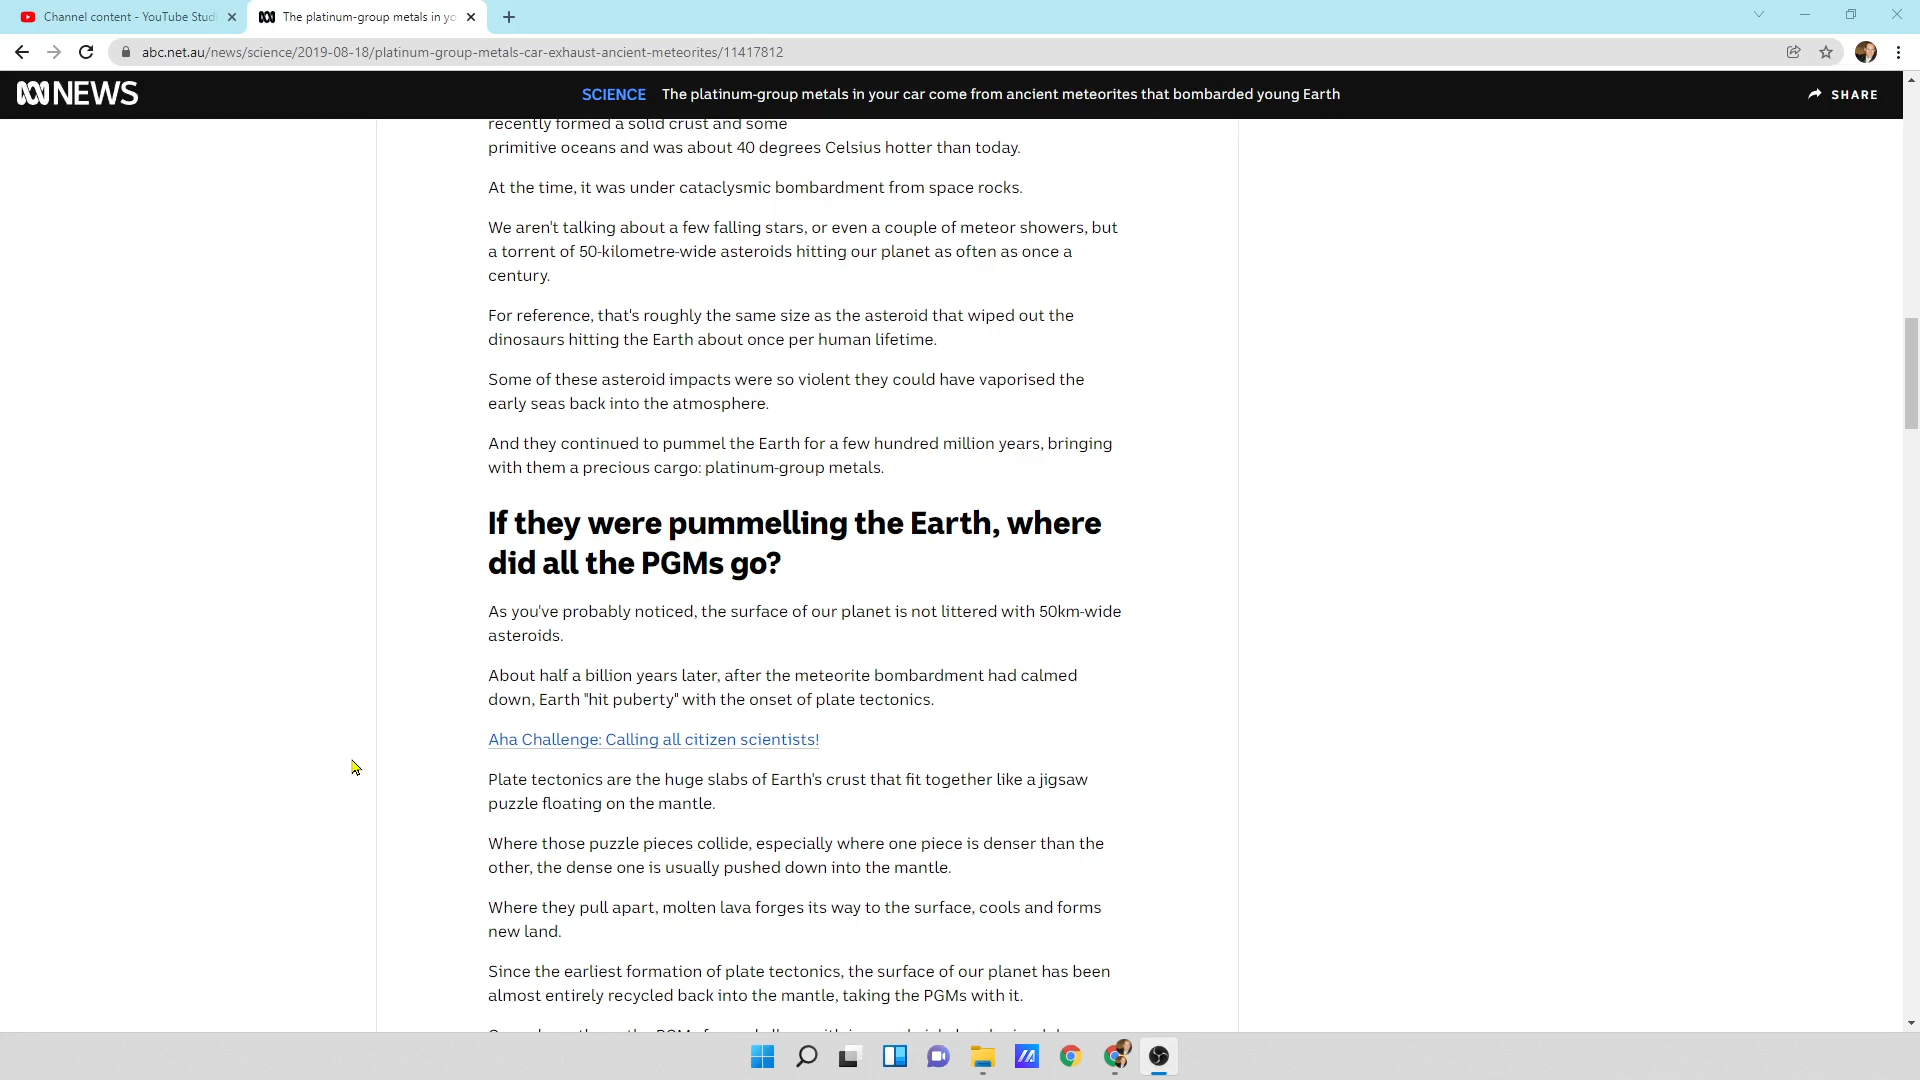 Channel content - YouTube Studi
The platinum-group metals in yo
abc.net.au/news/science/2019-08-18/platinum-group-metals-car-exhaust-ancient-meteorites/11417812
NEWS
SCIENCE The platinum-group metals in your car come from ancient meteorites that bombarded young Earth
SHARE
recently formed a solid crust and some
primitive oceans and was about 40 degrees Celsius hotter than today.
At the time, it was under cataclysmic bombardment from space rocks.
We aren't talking about a few falling stars, or even a couple of meteor showers, but
a torrent of 50-kilometre-wide asteroids hitting our planet as often as once a
century.
For reference, that's roughly the same size as the asteroid that wiped out the
dinosaurs hitting the Earth about once per human lifetime.
Some of these asteroid impacts were so violent they could have vaporised the
early seas back into the atmosphere.
And they continued to pummel the Earth for a few hundred million years, bringing
with them a precious cargo: platinum-group metals.
If they were pummelling the Earth, where
did all the PGMs go?
As you've probably noticed, the surface of our planet is not littered with 50km-wide
asteroids.
About half a billion years later, after the meteorite bombardment had calmed
down, Earth "hit puberty" with the onset of plate tectonics.
Aha Challenge: Calling all citizen scientists!
Plate tectonics are the huge slabs of Earth's crust that fit together like a jigsaw
puzzle floating on the mantle.
Where those puzzle pieces collide, especially where one piece is denser than the
other, the dense one is usually pushed down into the mantle.
Where they pull apart, molten lava forges its way to the surface, cools and forms
new land.
Since the earliest formation of plate tectonics, the surface of our planet has been
almost entirely recycled back into the mantle, taking the PGMs with it.